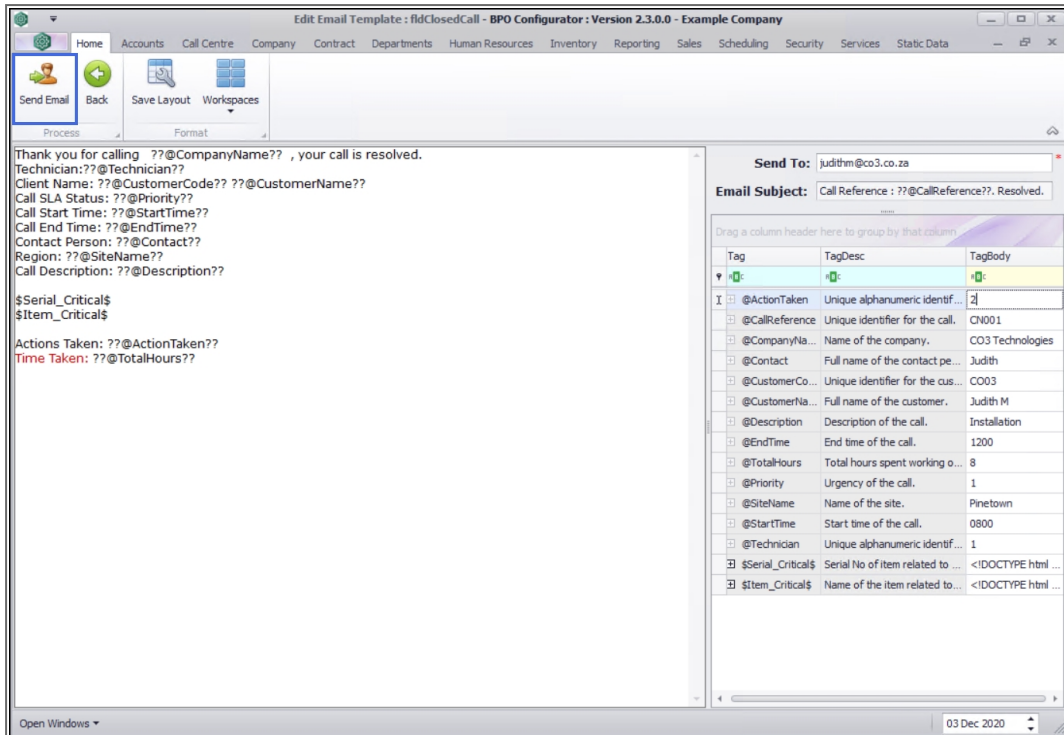 Edit Email Template : fldClosedCall - BPO Configurator : Version 2.3.0.0 - Example Company
Home Accounts Call Centre Company Contract Departments Human Resources Inventory Reporting Sales Scheduling Security Services Static Data
Send Email Back Save Layout Workspaces
Process Format
Thank you for calling ??@CompanyName?? , your call is resolved.
Technician:??@Technician??
Client Name: ??@CustomerCode?? ??@CustomerName??
Call SLA Status: ??@Priority??
Call Start Time: ??@StartTime??
Call End Time: ??@EndTime??
Contact Person: ??@Contact??
Region: ??@SiteName??
Call Description: ??@Description??
$Serial_Critical$
$Item_Critical$
Actions Taken: ??@ActionTaken??
Time Taken: ??@TotalHours??
Send To: judithm@co3.co.za *
Email Subject: Call Reference : ??@CallReference??. Resolved.
Drag a column header here to group by that column
Tag TagDesc TagBody
@ActionTaken Unique alphanumeric identif... 2
@CallReference Unique identifier for the call. CN001
@CompanyNa... Name of the company. CO3 Technologies
@Contact Full name of the contact pe... Judith
@CustomerCo... Unique identifier for the cus... CO03
@CustomerNa... Full name of the customer. Judith M
@Description Description of the call. Installation
@EndTime End time of the call. 1200
@TotalHours Total hours spent working o... 8
@Priority Urgency of the call. 1
@SiteName Name of the site. Pinetown
@StartTime Start time of the call. 0800
@Technician Unique alphanumeric identif... 1
$Serial_Critical$ Serial No of item related to ... <!DOCTYPE html ...
$Item_Critical$ Name of the item related to... <!DOCTYPE html ...
Open Windows 03 Dec 2020